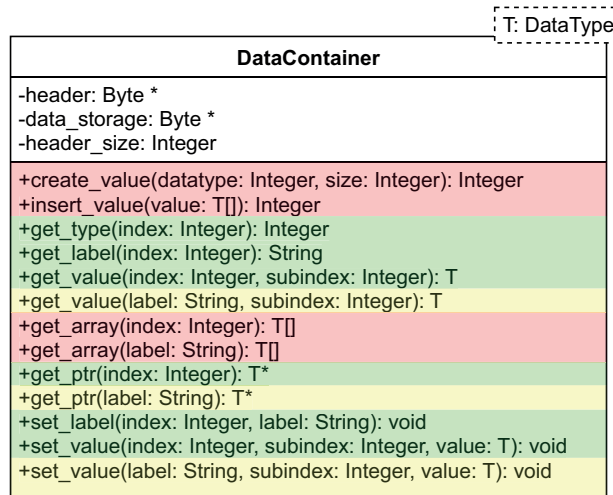 T: DataType
DataContainer
-header: Byte *
-data_storage: Byte *
-header_size: Integer
+create_value(datatype: Integer, size: Integer): Integer
+insert_value(value: T[]): Integer
+get_type(index: Integer): Integer
+get_label(index: Integer): String
+get_value(index: Integer, subindex: Integer): T
+get_value(label: String, subindex: Integer): T
+get_array(index: Integer): T[]
+get_array(label: String): T[]
+get_ptr(index: Integer): T*
+get_ptr(label: String): T*
+set_label(index: Integer, label: String): void
+set_value(index: Integer, subindex: Integer, value: T): void
+set_value(label: String, subindex: Integer, value: T): void